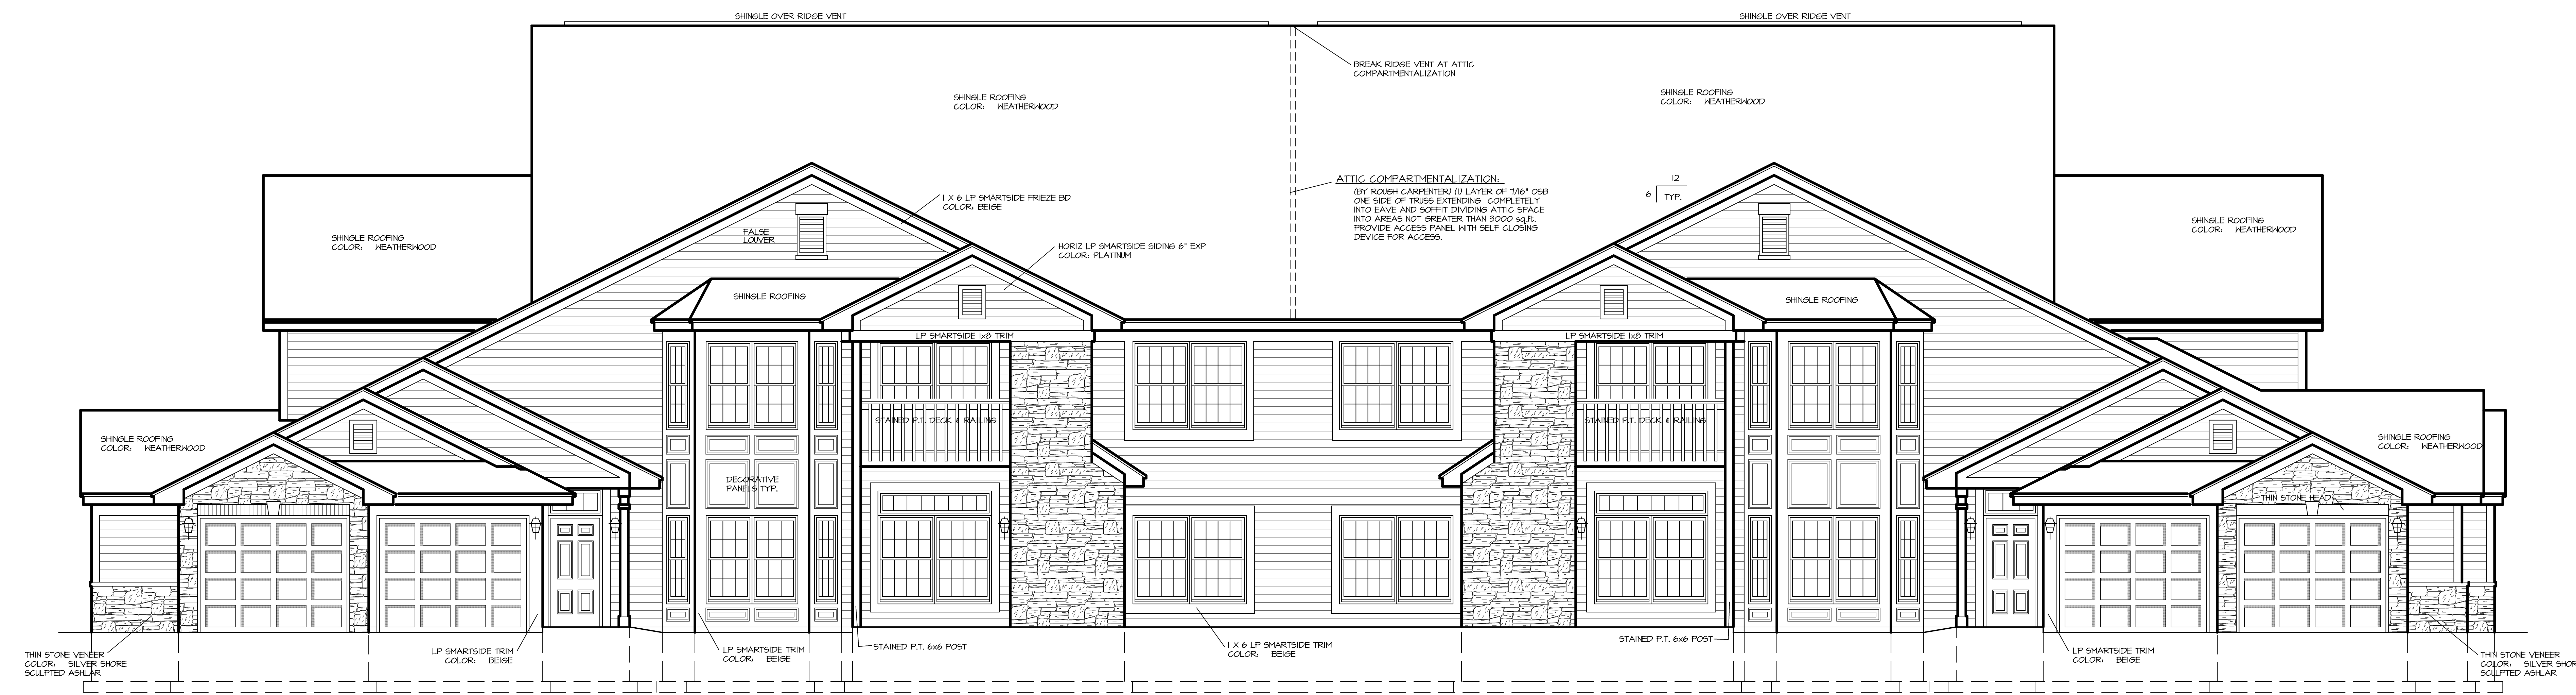 SHINGLE OVER RIDGE VENT
SHINGLE OVER RIDGE VENT
BREAK RIDGE VENT AT ATTIC
COMPARTMENTALIZATION
SHINGLE ROOFING
COLOR: WEATHERWOOD
SHINGLE ROOFING
COLOR: WEATHERWOOD
ATTIC COMPARTMENTALIZATION:
(BY ROUGH CARPENTER) (1) LAYER OF 7/16" OSB
ONE SIDE OF TRUSS EXTENDING COMPLETELY
INTO EAVE AND SOFFIT DIVIDING ATTIC SPACE
INTO AREAS NOT GREATER THAN 3000 sq.ft.
PROVIDE ACCESS PANEL WITH SELF CLOSING
DEVICE FOR ACCESS.
12
6
TYP.
1 X 6 LP SMARTSIDE FRIEZE BD
COLOR: BEIGE
FALSE
LOUVER
HORIZ LP SMARTSIDE SIDING 6" EXP
COLOR: PLATINUM
SHINGLE ROOFING
COLOR: WEATHERWOOD
SHINGLE ROOFING
COLOR: WEATHERWOOD
SHINGLE ROOFING
SHINGLE ROOFING
LP SMARTSIDE 1x8 TRIM
LP SMARTSIDE 1x8 TRIM
STAINED P.T. DECK & RAILING
STAINED P.T. DECK & RAILING
SHINGLE ROOFING
COLOR: WEATHERWOOD
SHINGLE ROOFING
COLOR: WEATHERWOOD
DECORATIVE
PANELS TYP.
THIN STONE HEAD
THIN STONE VENEER
COLOR: SILVER SHORE
SCULPTED ASHLAR
LP SMARTSIDE TRIM
COLOR: BEIGE
LP SMARTSIDE TRIM
COLOR: BEIGE
STAINED P.T. 6x6 POST
1 X 6 LP SMARTSIDE TRIM
COLOR: BEIGE
STAINED P.T. 6x6 POST
LP SMARTSIDE TRIM
COLOR: BEIGE
THIN STONE VENEER
COLOR: SILVER SHOR
SCULPTED ASHLAR